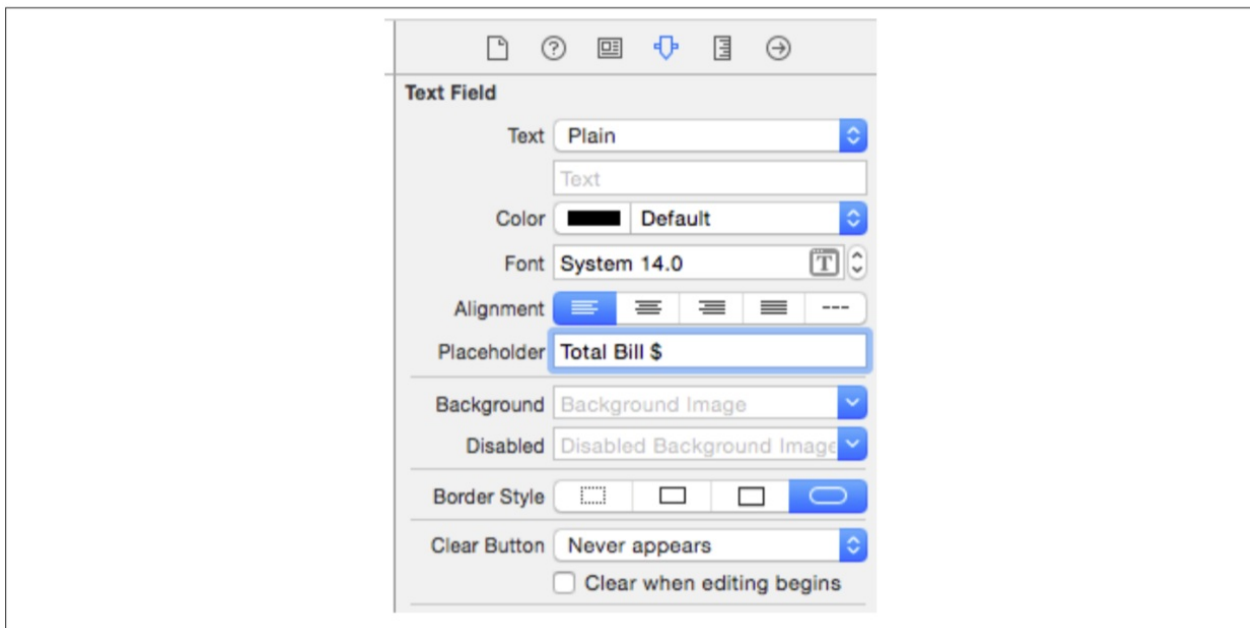 Text Field
Text Plain
Text
Color Default
Font System 14.0 T
Alignment
Placeholder Total Bill $
Background Background Image
Disabled Disabled Background Image
Border Style
Clear Button Never appears
Clear when editing begins